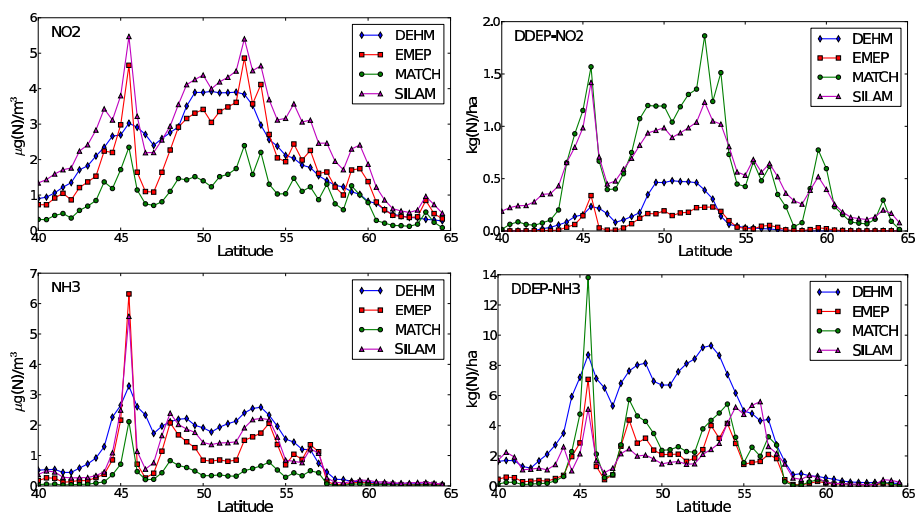 NO2
DEHM
EMEP
MATCH
SILAM
6
5
4
3
2
1
0
µg(N)/m³
40 45 50 55 60 65
Latitude
DDEP-NO2
DEHM
EMEP
MATCH
SILAM
2.0
1.5
1.0
0.5
0.0
kg(N)/ha
40 45 50 55 60 65
Latitude
NH3
DEHM
EMEP
MATCH
SILAM
7
6
5
4
3
2
1
0
µg(N)/m³
40 45 50 55 60 65
Latitude
DDEP-NH3
DEHM
EMEP
MATCH
SILAM
14
12
10
8
6
4
2
0
kg(N)/ha
40 45 50 55 60 65
Latitude